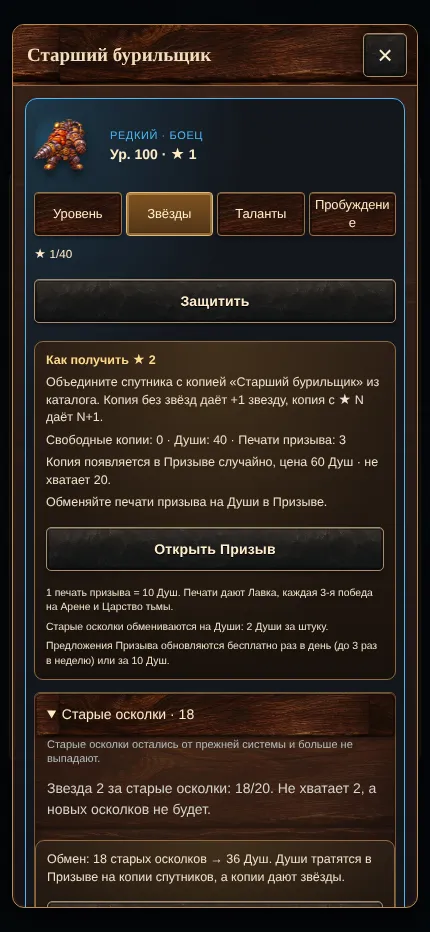 Старший бурильщик
✕
РЕДКИЙ · БОЕЦ
Ур. 100 · ★ 1
Уровень
Звёзды
Таланты
Пробуждени
е
★ 1/40
Защитить
Как получить ★ 2
Объедините спутника с копией «Старший бурильщик» из
каталога. Копия без звёзд даёт +1 звезду, копия с ★ N
даёт N+1.
Свободные копии: 0 · Души: 40 · Печати призыва: 3
Копия появляется в Призыве случайно, цена 60 Душ · не
хватает 20.
Обменяйте печати призыва на Души в Призыве.
Открыть Призыв
1 печать призыва = 10 Душ. Печати дают Лавка, каждая 3-я победа
на Арене и Царство тьмы.
Старые осколки обмениваются на Души: 2 Души за штуку.
Предложения Призыва обновляются бесплатно раз в день (до 3 раз
в неделю) или за 10 Душ.
▼ Старые осколки · 18
Старые осколки остались от прежней системы и больше не
выпадают.
Звезда 2 за старые осколки: 18/20. Не хватает 2, а
новых осколков не будет.
Обмен: 18 старых осколков → 36 Душ. Души тратятся в
Призыве на копии спутников, а копии дают звёзды.